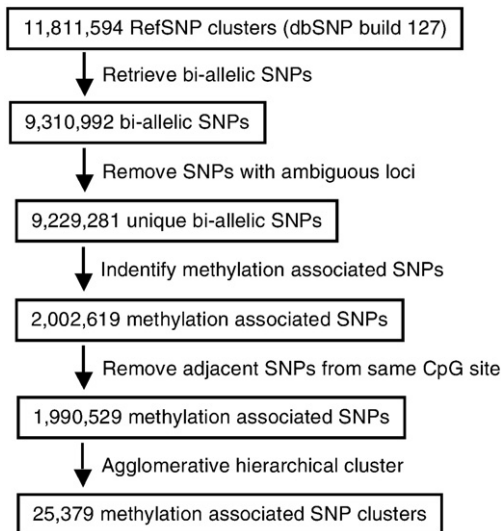 11,811,594 RefSNP clusters (dbSNP build 127)
Retrieve bi-allelic SNPs
9,310,992 bi-allelic SNPs
Remove SNPs with ambiguous loci
9,229,281 unique bi-allelic SNPs
Indentify methylation associated SNPs
2,002,619 methylation associated SNPs
Remove adjacent SNPs from same CpG site
1,990,529 methylation associated SNPs
Agglomerative hierarchical cluster
25,379 methylation associated SNP clusters